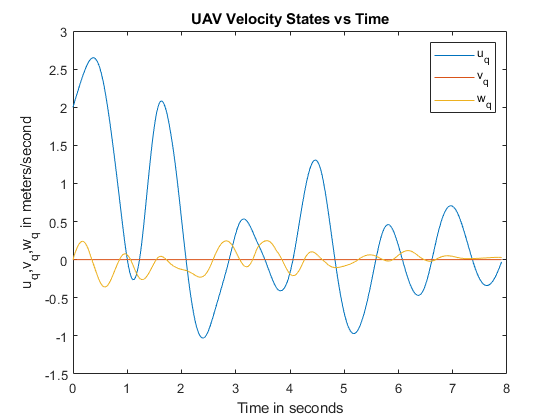 UAV Velocity States vs Time
3
2.5
2
1.5
1
0.5
0
-0.5
-1
-1.5
u_q,v_q,w_q in meters/second
u_q
v_q
w_q
0 1 2 3 4 5 6 7 8
Time in seconds